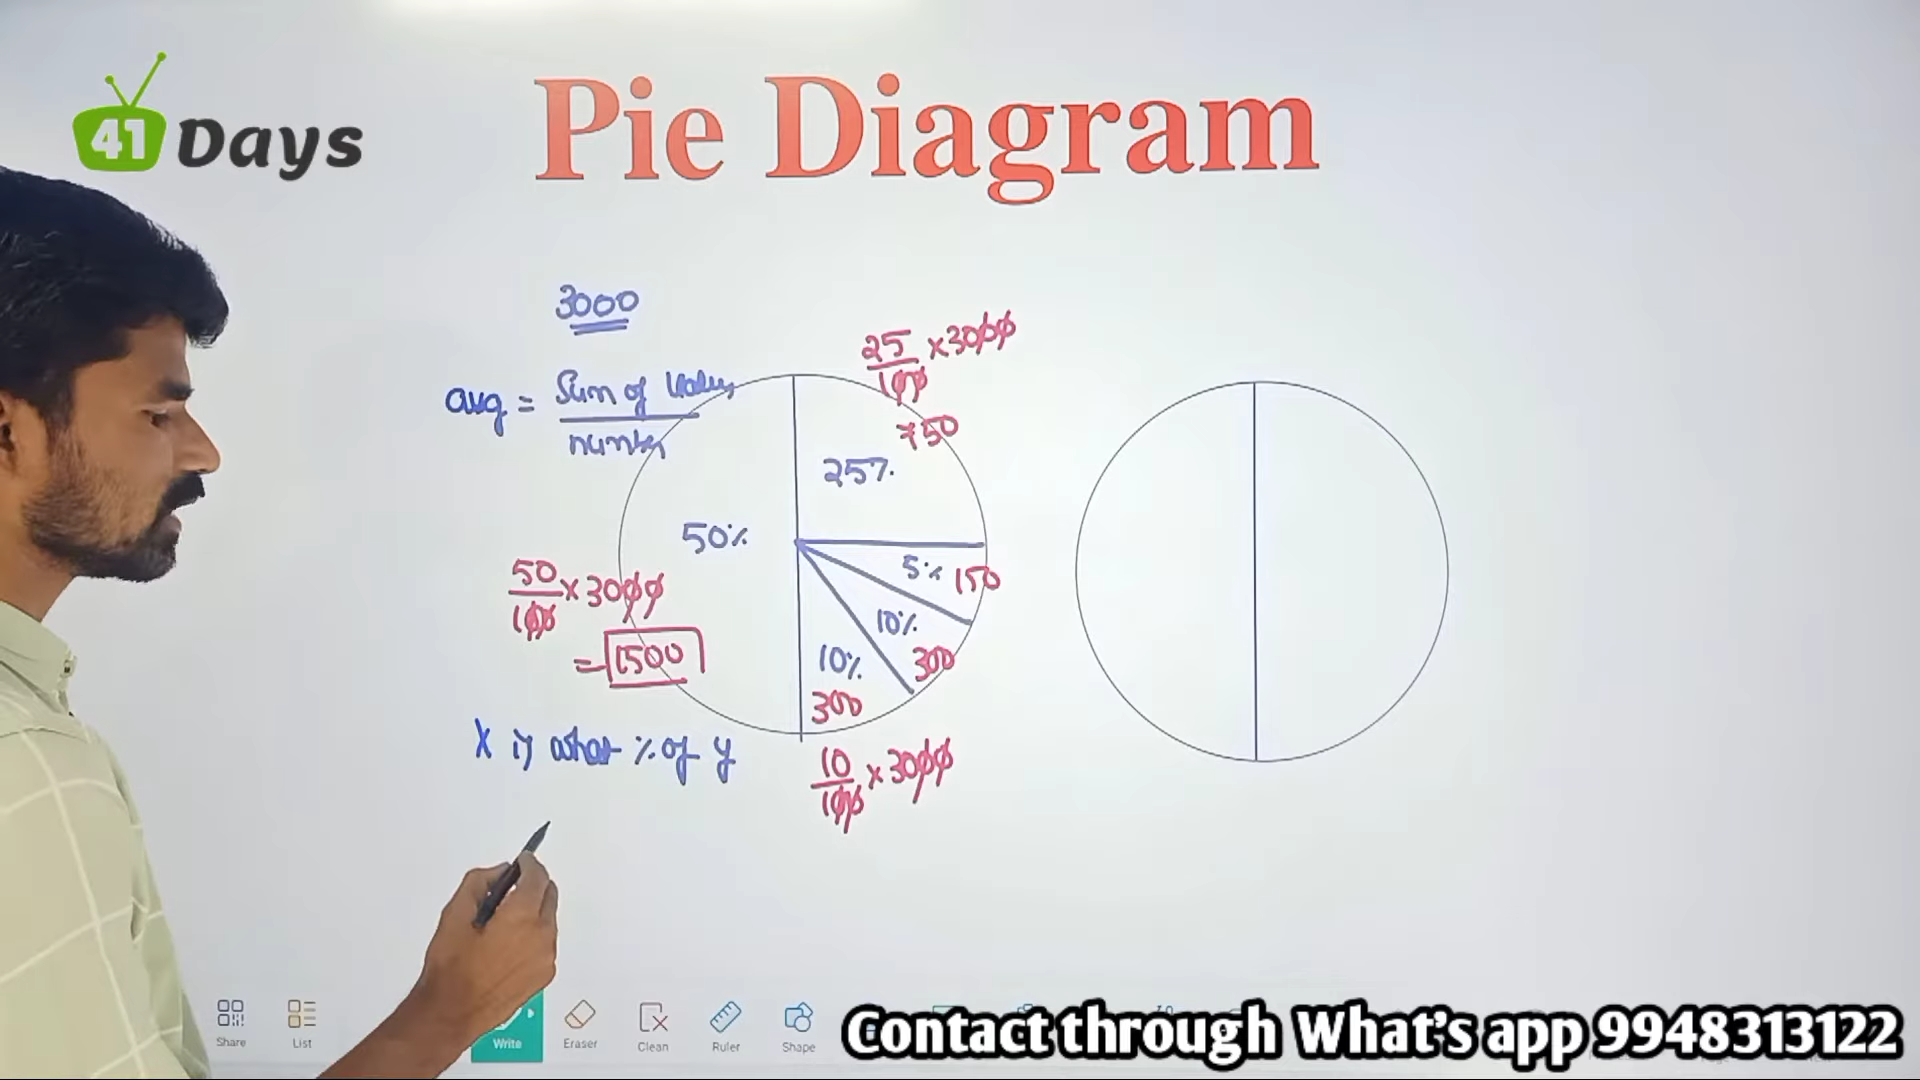 41 Days
Pie Diagram
3000
avg = Sum of Values
number
25/100 × 3000
750
25%
50%
50/100 × 3000
= 1500
5% 150
10%
300
10%
300
X is what % of y
10/100 × 3000
Share
List
Write
Eraser
Clean
Ruler
Shape
Contact through What's app 9948313122